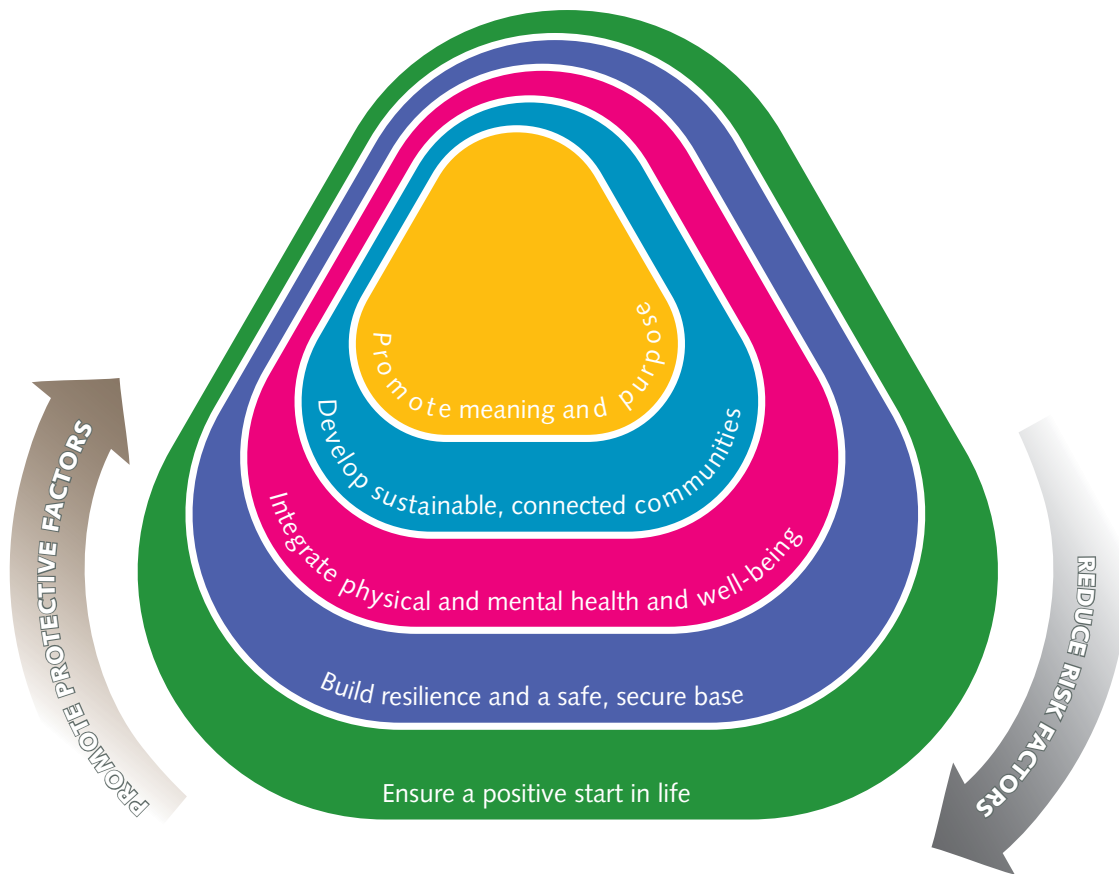 Promote meaning and purpose
Develop sustainable, connected communities
Integrate physical and mental health and well-being
Build resilience and a safe, secure base
Ensure a positive start in life
PROMOTE PROTECTIVE FACTORS
REDUCE RISK FACTORS